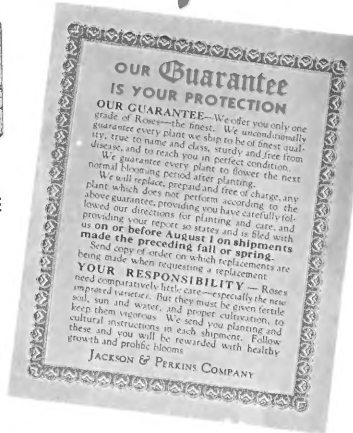 OUR Guarantee
IS YOUR PROTECTION
OUR GUARANTEE—We offer you only one
grade of Roses—the finest. We unconditionally
guarantee every plant we ship to be of finest qual-
ity, true to name and class, sturdy and free from
disease, and to reach you in perfect condition.
We guarantee every plant to flower the next
normal blooming period after planting.
We will replace, prepaid and free of charge, any
plant which does not perform according to the
above guarantee, providing you have carefully fol-
lowed our directions for planting and care, and
providing your report so states and is filed with
us on or before August 1 on shipments
made the preceding fall or spring.
Send copy of order on which replacements are
being made when requesting a replacement
YOUR RESPONSIBILITY — Roses
need comparatively little care—especially the new
improved varieties. But they must be given fertile
soil, sun and water, and proper cultivation, to
keep them vigorous. We send you planting and
cultural instructions in each shipment. Follow
these and you will be rewarded with healthy
growth and prolific blooms
JACKSON & PERKINS COMPANY